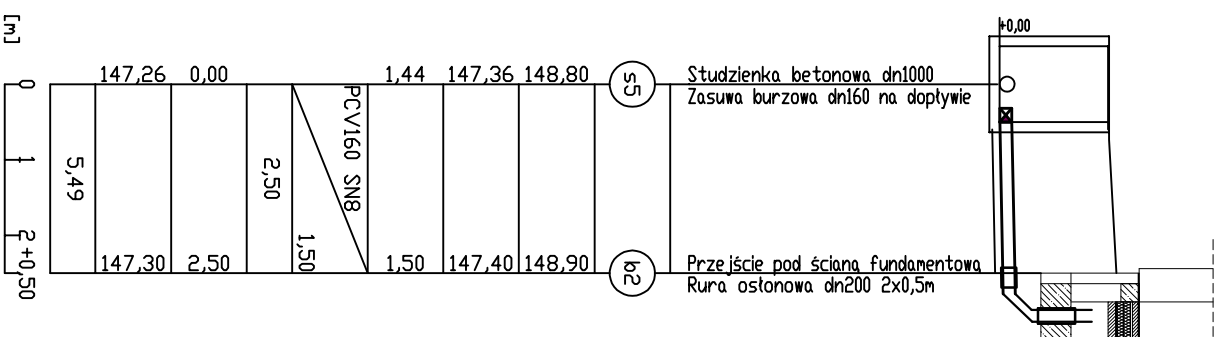 +0,00
[m]
147,26 0,00 1,44 147,36 148,80
s5
Studzienka betonowa dn1000
Zasuwa burzowa dn160 na dopływie
0
1
2
+0,50
5,49
2,50
PCV160 SN8
1,50
147,30 2,50 1,50 147,40 148,90
k2
Przejście pod ścianą fundamentową
Rura osłonowa dn200 2x0,5m